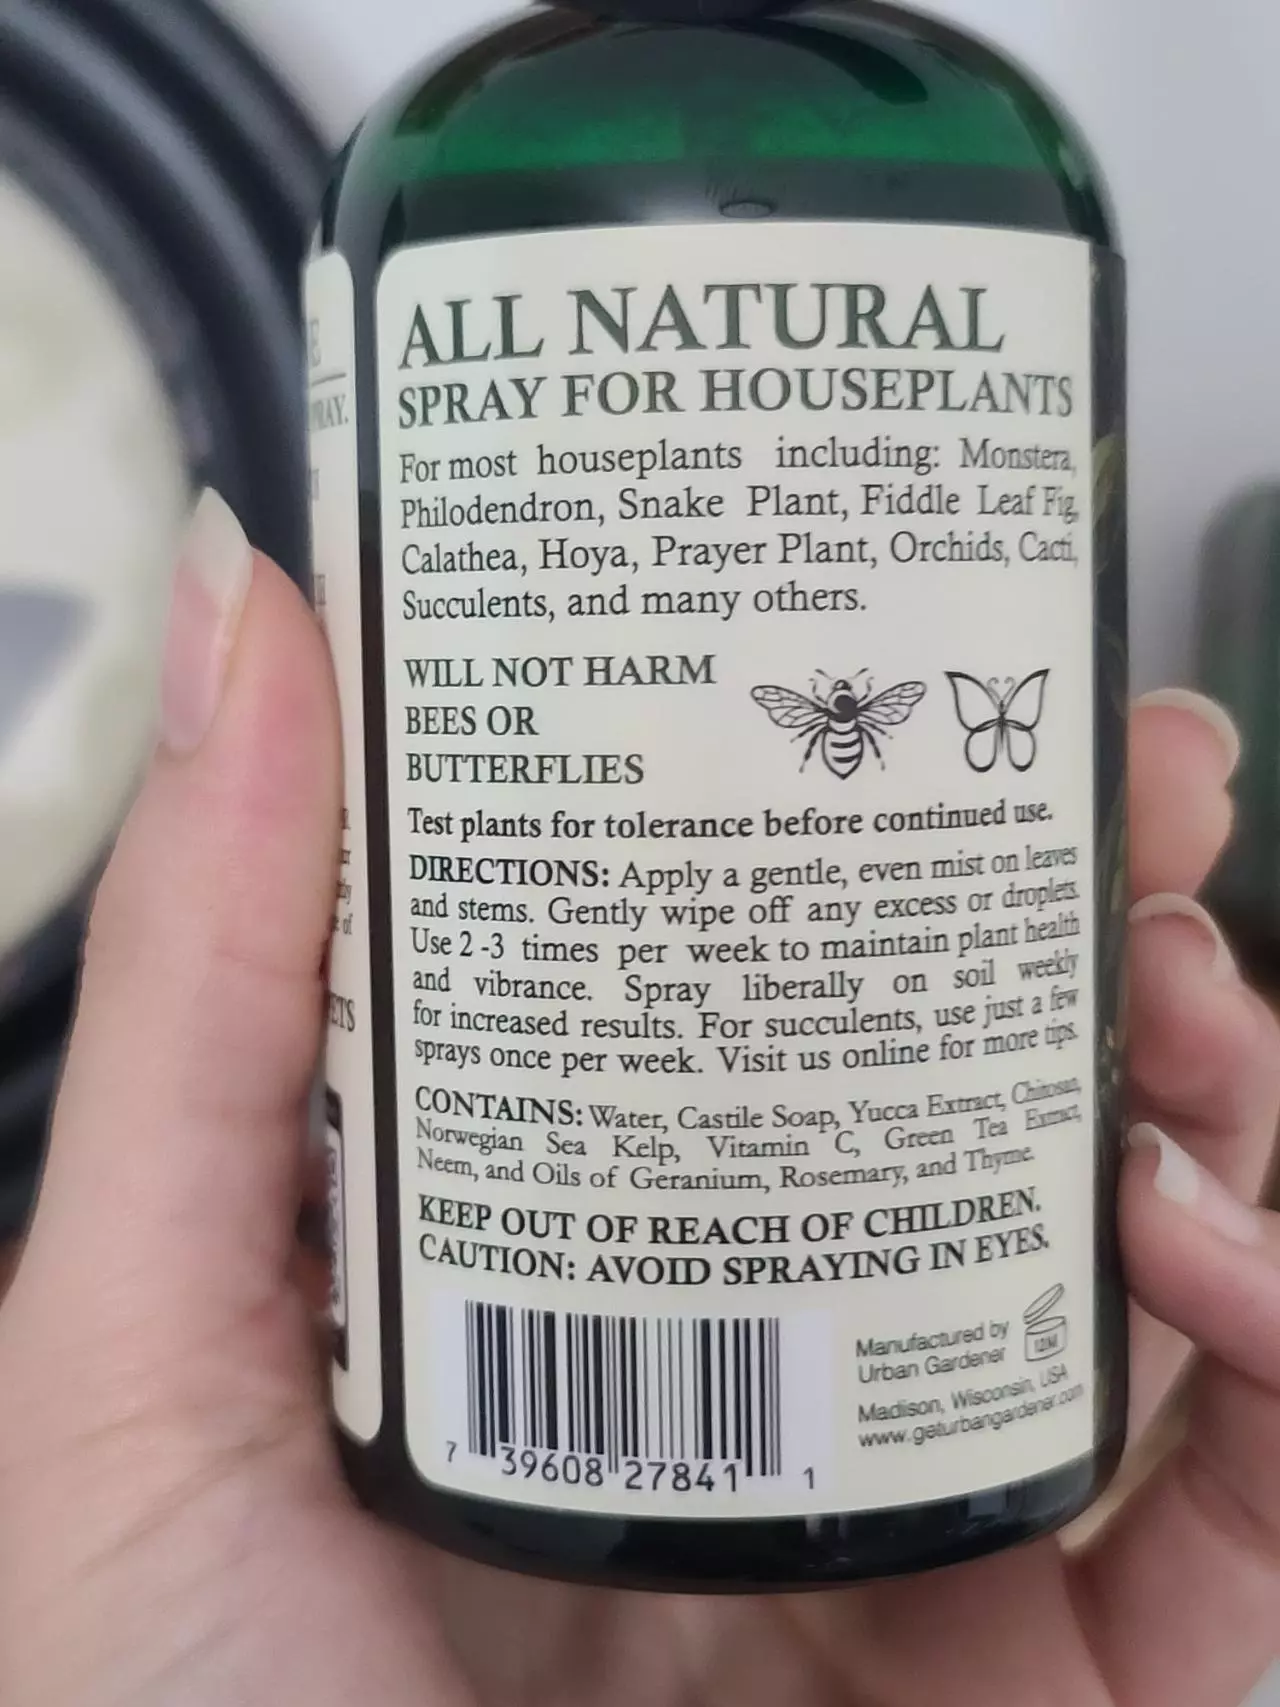 E
PRAY.
ALL NATURAL
SPRAY FOR HOUSEPLANTS
For most houseplants including: Monstera,
Philodendron, Snake Plant, Fiddle Leaf Fig,
Calathea, Hoya, Prayer Plant, Orchids, Cacti,
Succulents, and many others.
WILL NOT HARM
BEES OR
BUTTERFLIES
Test plants for tolerance before continued use.
DIRECTIONS: Apply a gentle, even mist on leaves
and stems. Gently wipe off any excess or droplets.
Use 2 -3 times per week to maintain plant health
and vibrance. Spray liberally on soil weekly
for increased results. For succulents, use just a few
sprays once per week. Visit us online for more tips.
CONTAINS: Water, Castile Soap, Yucca Extract, Chitosan,
Norwegian Sea Kelp, Vitamin C, Green Tea Extract,
Neem, and Oils of Geranium, Rosemary, and Thyme.
KEEP OUT OF REACH OF CHILDREN.
CAUTION: AVOID SPRAYING IN EYES.
Manufactured by
Urban Gardener
12M
Madison, Wisconsin, USA
www.geturbangardener.com
7 39608 27841 1